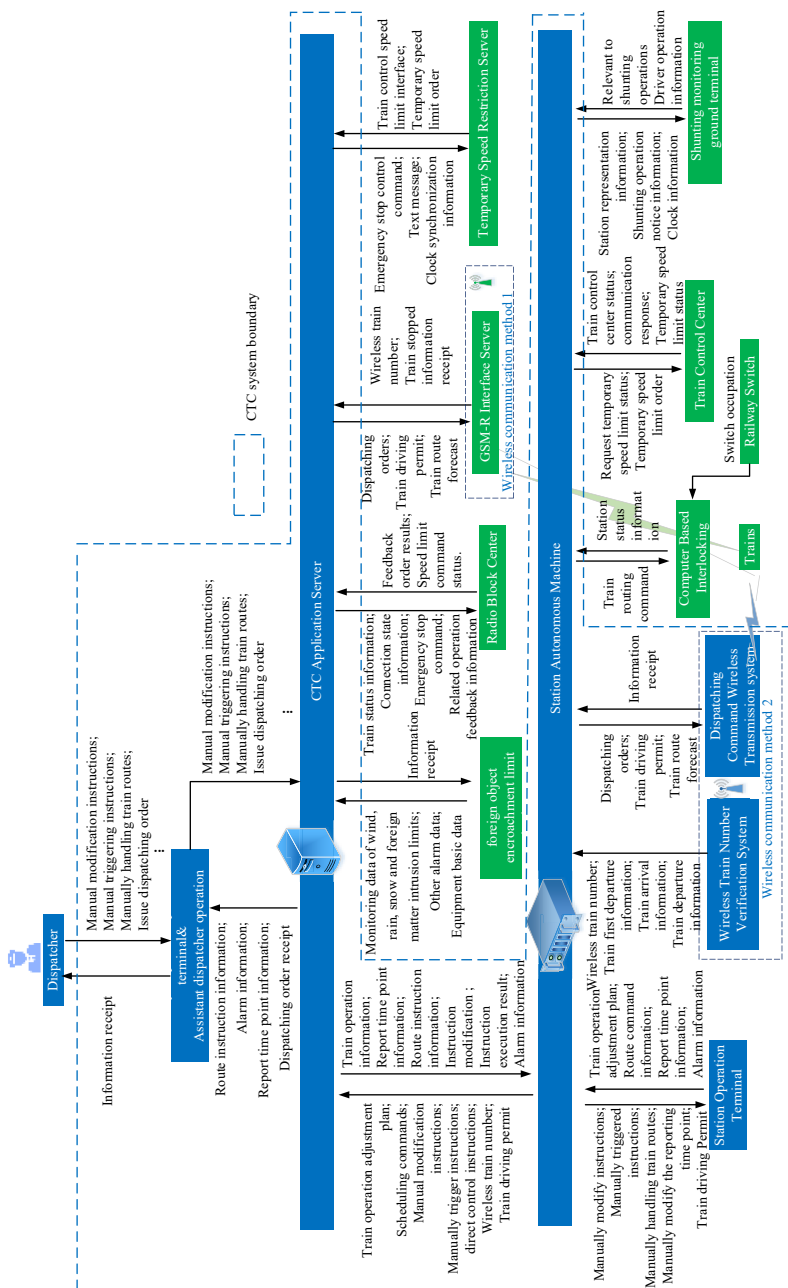 Dispatcher
Information receipt
Manual modification instructions;
Manual triggering instructions;
Manually handling train routes;
Issue dispatching order
...
terminal&
Assistant dispatcher operation
Route instruction information;
Alarm information;
Report time point information;
Dispatching order receipt
Manual modification instructions;
Manual triggering instructions;
Manually handling train routes;
Issue dispatching order
...
CTC system boundary
CTC Application Server
Train operation adjustment
plan;
Scheduling commands;
Manual modification
instructions;
Manually trigger instructions;
direct control instructions;
Wireless train number;
Train driving permit
Train operation
information;
Report time point
information;
Route instruction
information;
Instruction
modification ;
Instruction
execution result;
Alarm information
Monitoring data of wind,
rain, snow and foreign
matter intrusion limits;
Other alarm data;
Equipment basic data
Information
receipt
foreign object
encroachment limit
Train status information;
Connection state
information;
Emergency stop
command;
Related operation
feedback information
Feedback
order results;
Speed limit
command status.
Radio Block Center
Dispatching
orders;
Train driving
permit;
Train route
forecast
Wireless train
number;
Train stopped
information
receipt
GSM-R Interface Server
Wireless communication method 1
Emergency stop control
command;
Text message;
Clock synchronization
information
Train control speed
limit interface;
Temporary speed
limit order
Temporary Speed Restriction Server
Station Autonomous Machine
Manually modify instructions;
Manually triggered
instructions;
Manually handling train routes;
Manually modify the reporting
time point;
Train driving Permit
Train operation
adjustment plan;
Route command
information;
Report time point
information;
Alarm information
Station Operation
Terminal
Wireless train number;
Train first departure
information;
Train arrival
information;
Train departure
information
Wireless Train Number
Verification System
Dispatching
orders;
Train driving
permit;
Train route
forecast
Information
receipt
Dispatching
Command Wireless
Transmission system
Wireless communication method 2
Train
routing
command
Station
status
informat
ion
Computer Based
Interlocking
Trains
Switch occupation
Railway Switch
Request temporary
speed limit status;
Temporary speed
limit order
Train control
center status;
communication
response;
Temporary speed
limit status
Train Control Center
Station representation
information;
Shunting operation
notice information;
Clock information
Relevant to
shunting
operations
Driver operation
information
Shunting monitoring
ground terminal